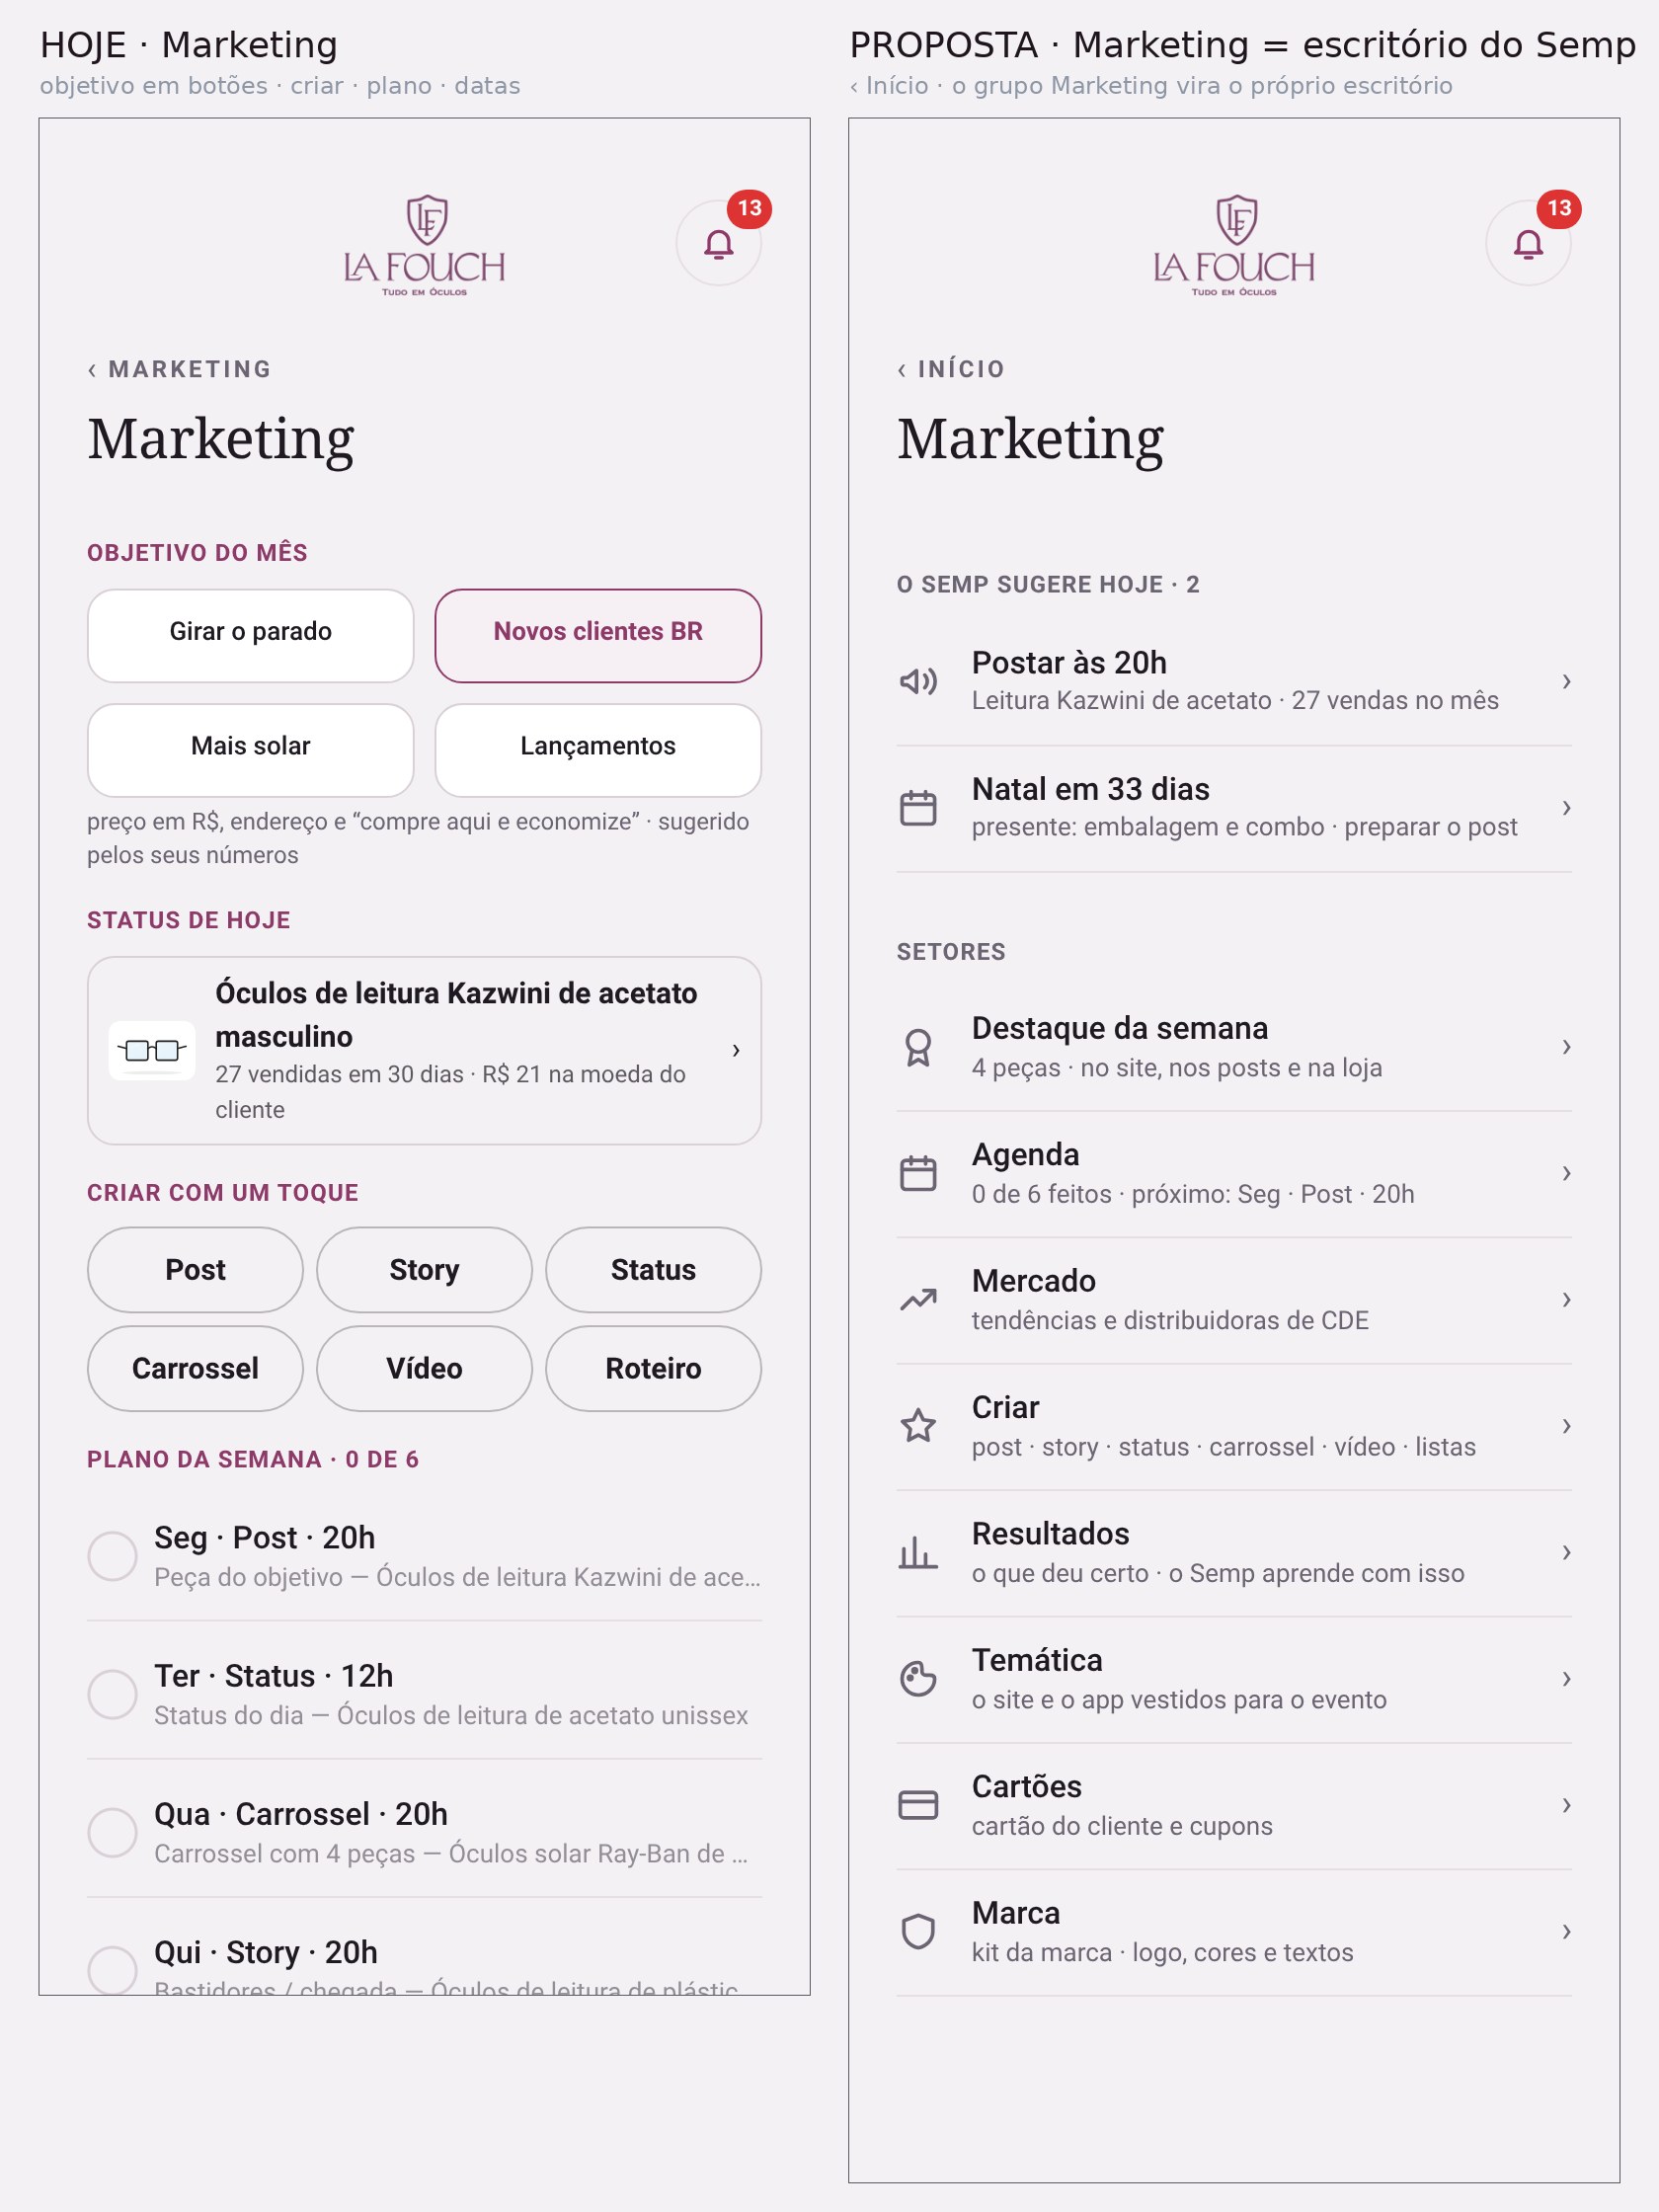 HOJE · Marketing
objetivo em botões · criar · plano · datas
LF
LA FOUCH
TUDO EM ÓCULOS
13
‹ MARKETING
Marketing
OBJETIVO DO MÊS
Girar o parado
Novos clientes BR
Mais solar
Lançamentos
preço em R$, endereço e “compre aqui e economize” · sugerido
pelos seus números
STATUS DE HOJE
Óculos de leitura Kazwini de acetato
masculino
27 vendidas em 30 dias · R$ 21 na moeda do
cliente
›
CRIAR COM UM TOQUE
Post
Story
Status
Carrossel
Vídeo
Roteiro
PLANO DA SEMANA · 0 DE 6
Seg · Post · 20h
Peça do objetivo — Óculos de leitura Kazwini de ace…
Ter · Status · 12h
Status do dia — Óculos de leitura de acetato unissex
Qua · Carrossel · 20h
Carrossel com 4 peças — Óculos solar Ray-Ban de …
Qui · Story · 20h
Bastidores / chegada — Óculos de leitura de plástic
PROPOSTA · Marketing = escritório do Semp
‹ Início · o grupo Marketing vira o próprio escritório
LF
LA FOUCH
TUDO EM ÓCULOS
13
‹ INÍCIO
Marketing
O SEMP SUGERE HOJE · 2
Postar às 20h
Leitura Kazwini de acetato · 27 vendas no mês
›
Natal em 33 dias
presente: embalagem e combo · preparar o post
›
SETORES
Destaque da semana
4 peças · no site, nos posts e na loja
›
Agenda
0 de 6 feitos · próximo: Seg · Post · 20h
›
Mercado
tendências e distribuidoras de CDE
›
Criar
post · story · status · carrossel · vídeo · listas
›
Resultados
o que deu certo · o Semp aprende com isso
›
Temática
o site e o app vestidos para o evento
›
Cartões
cartão do cliente e cupons
›
Marca
kit da marca · logo, cores e textos
›